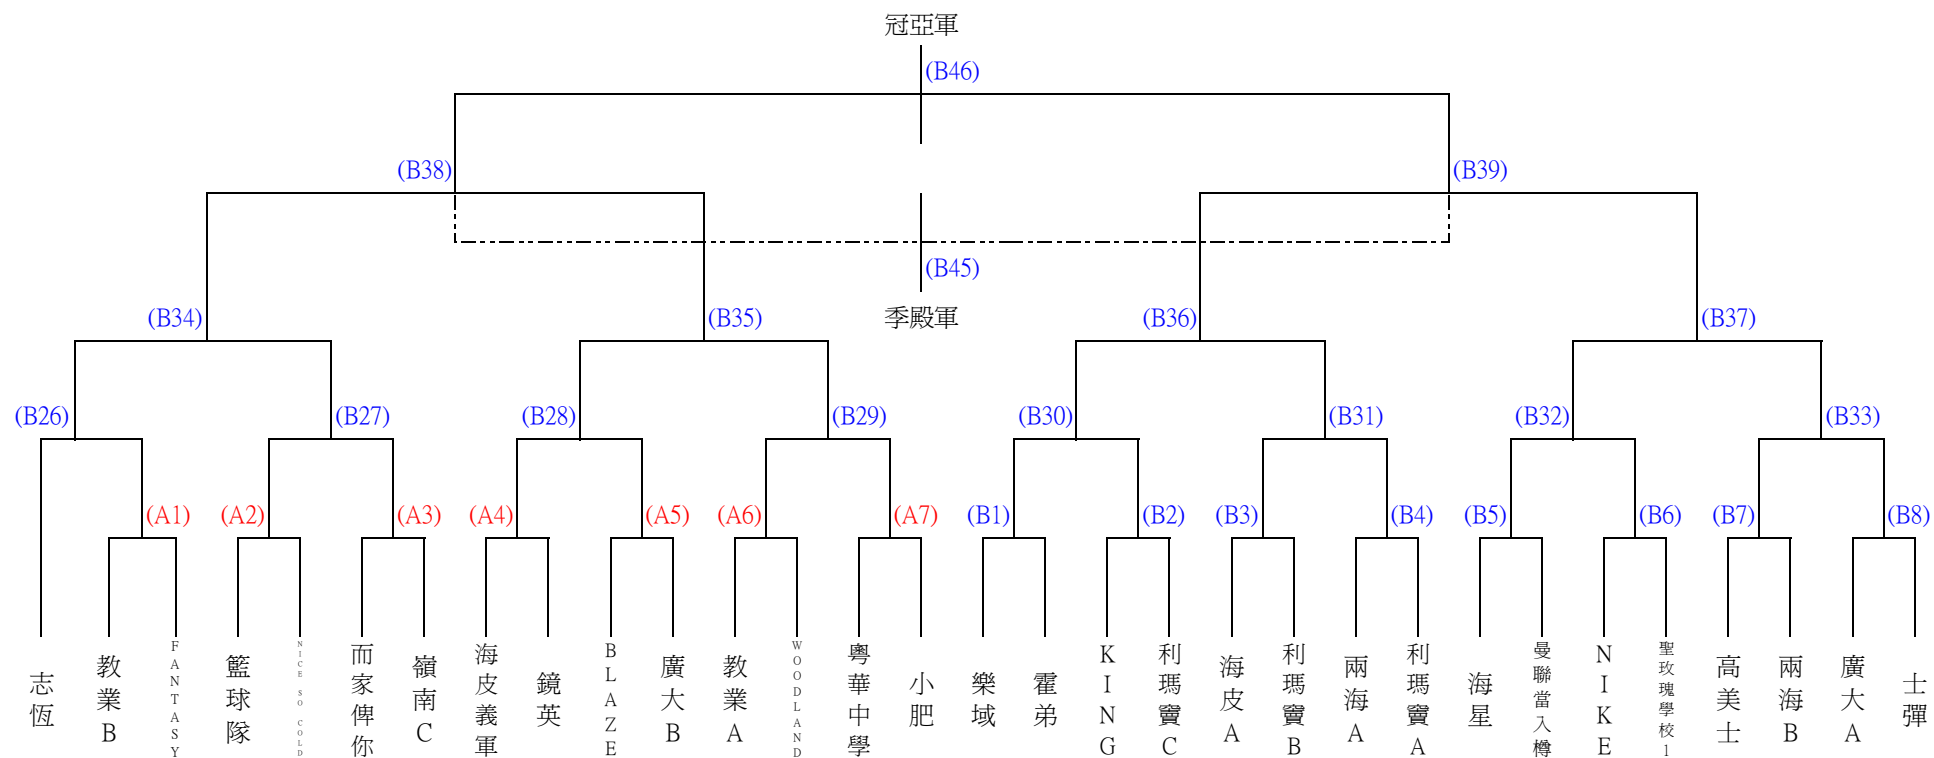 冠亞軍
(B46)
(B38)
(B39)
(B45)
季殿軍
(B34)
(B35)
(B36)
(B37)
(B26)
(B27)
(B28)
(B29)
(B30)
(B31)
(B32)
(B33)
(A1)
(A2)
(A3)
(A4)
(A5)
(A6)
(A7)
(B1)
(B2)
(B3)
(B4)
(B5)
(B6)
(B7)
(B8)
志恆
教業B
FANTASY
籃球隊
NICE SO COLD
而家俾你
嶺南C
海皮義軍
鏡英
BLAZE
廣大B
教業A
WOODLAND
粵華中學
小肥
樂域
霍弟
KING
利瑪竇C
海皮A
利瑪竇B
兩海A
利瑪竇A
海星
曼聯當入樽
NIKE
聖玫瑰學校1
高美士
兩海B
廣大A
士彈